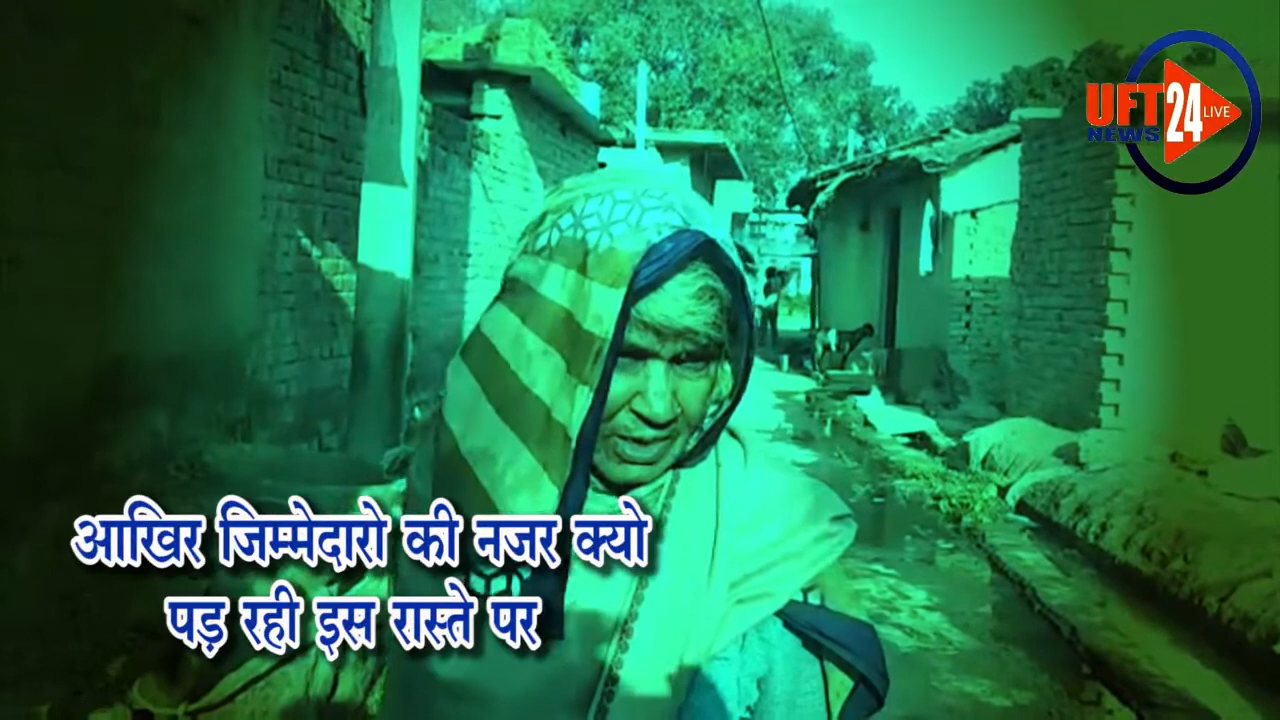 UFT
NEWS
24
LIVE
आखिर जिम्मेदारो की नजर क्यो
पड़ रही इस रास्ते पर